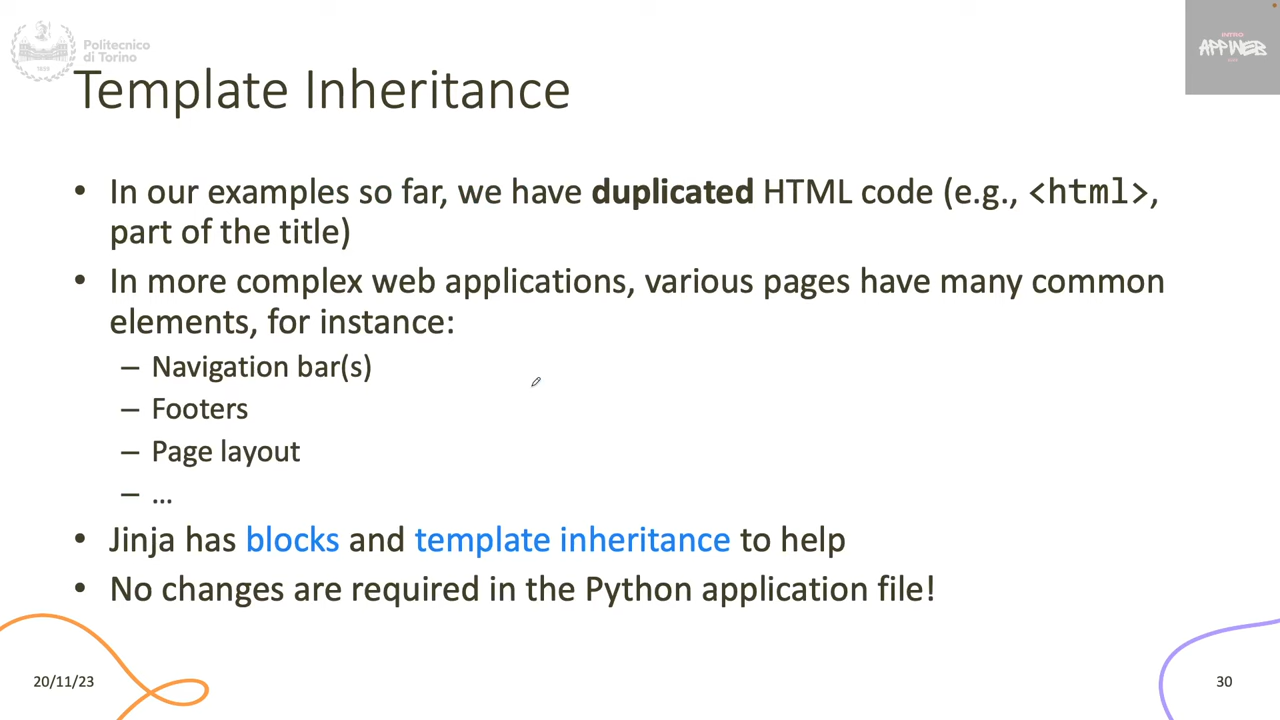 Politecnico
di Torino
INTRO
APPWEB
Template Inheritance
• In our examples so far, we have duplicated HTML code (e.g., <html>,
part of the title)
• In more complex web applications, various pages have many common
elements, for instance:
– Navigation bar(s)
– Footers
– Page layout
– …
• Jinja has blocks and template inheritance to help
• No changes are required in the Python application file!
20/11/23
30